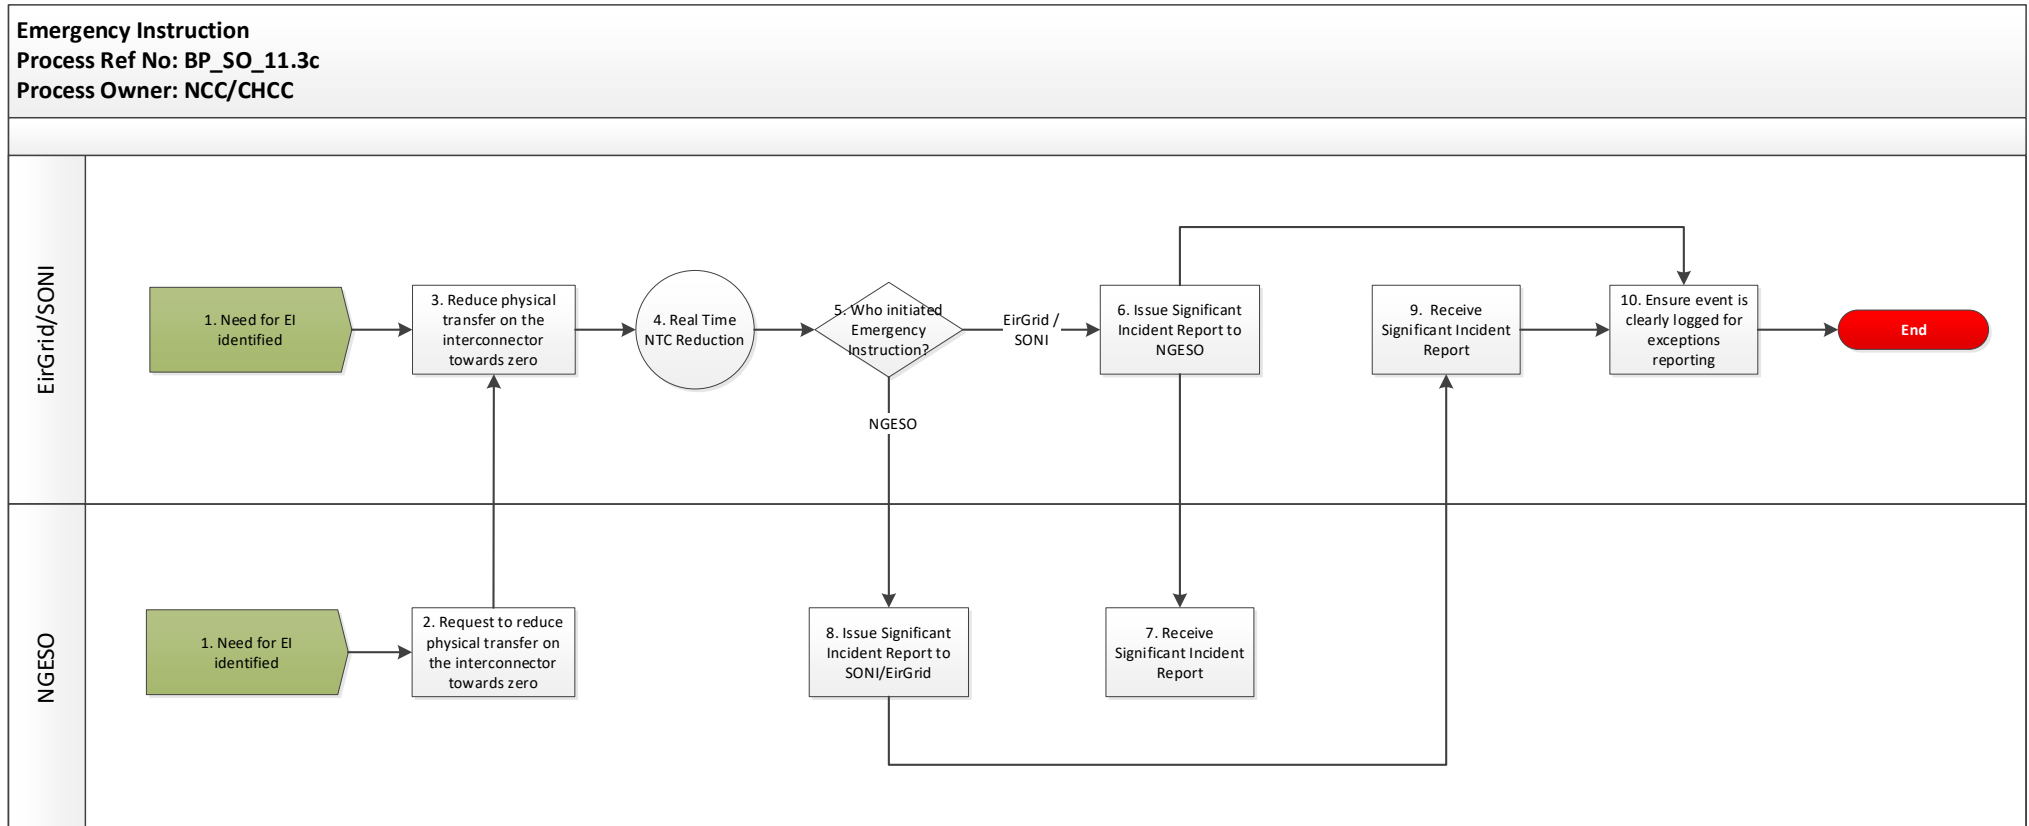 Emergency Instruction
Process Ref No: BP_SO_11.3c
Process Owner: NCC/CHCC
EirGrid/SONI
1. Need for EI
identified
3. Reduce physical
transfer on the
interconnector
towards zero
4. Real Time
NTC Reduction
5. Who initiated
Emergency
Instruction?
EirGrid /
SONI
NGESO
6. Issue Significant
Incident Report to
NGESO
9. Receive
Significant Incident
Report
10. Ensure event is
clearly logged for
exceptions
reporting
End
NGESO
1. Need for EI
identified
2. Request to reduce
physical transfer on
the interconnector
towards zero
8. Issue Significant
Incident Report to
SONI/EirGrid
7. Receive
Significant Incident
Report